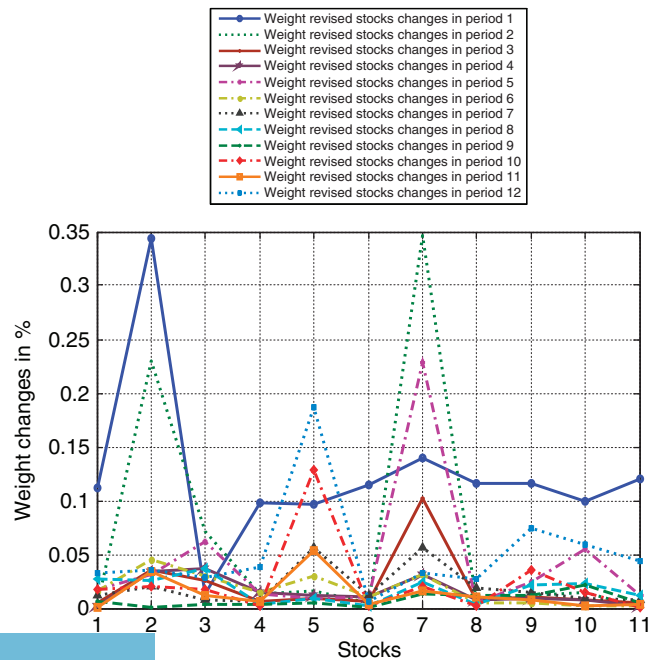 Weight revised stocks changes in period 1
Weight revised stocks changes in period 2
Weight revised stocks changes in period 3
Weight revised stocks changes in period 4
Weight revised stocks changes in period 5
Weight revised stocks changes in period 6
Weight revised stocks changes in period 7
Weight revised stocks changes in period 8
Weight revised stocks changes in period 9
Weight revised stocks changes in period 10
Weight revised stocks changes in period 11
Weight revised stocks changes in period 12
0.35
0.3
0.25
0.2
0.15
0.1
0.05
0
Weight changes in %
1 2 3 4 5 6 7 8 9 10 11
Stocks